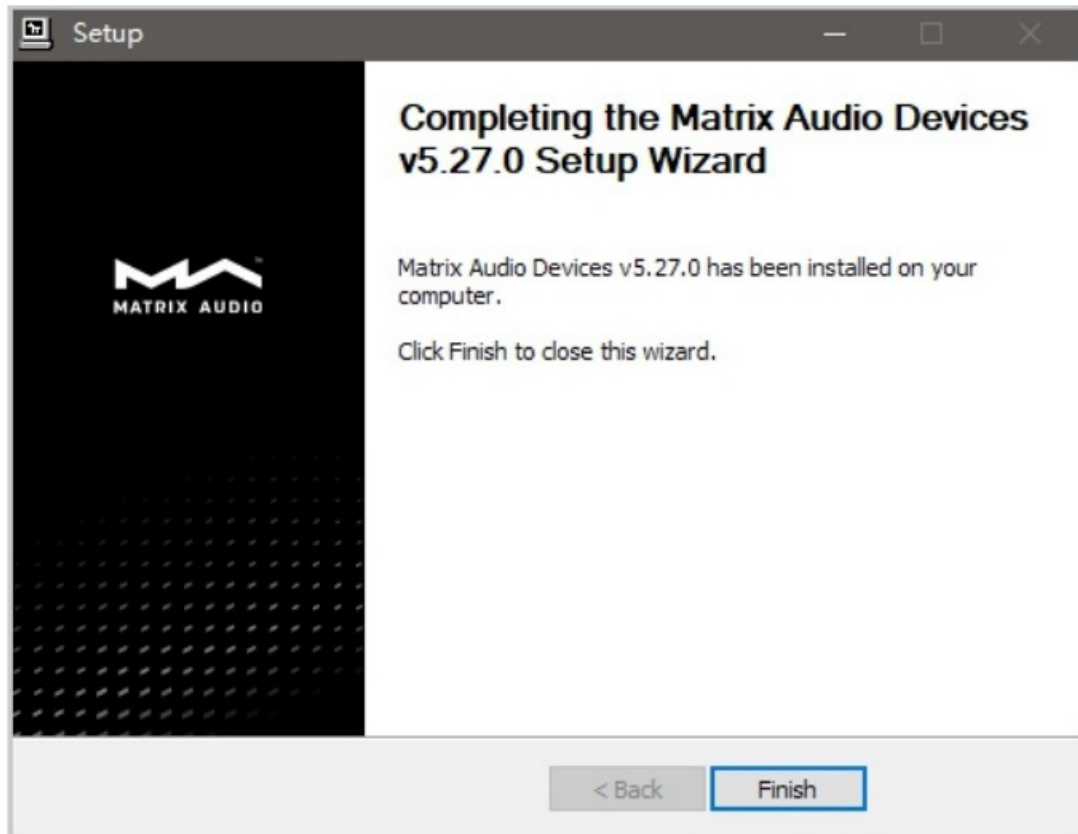 Setup
Completing the Matrix Audio Devices
v5.27.0 Setup Wizard
MATRIX AUDIO
Matrix Audio Devices v5.27.0 has been installed on your
computer.
Click Finish to close this wizard.
< Back
Finish